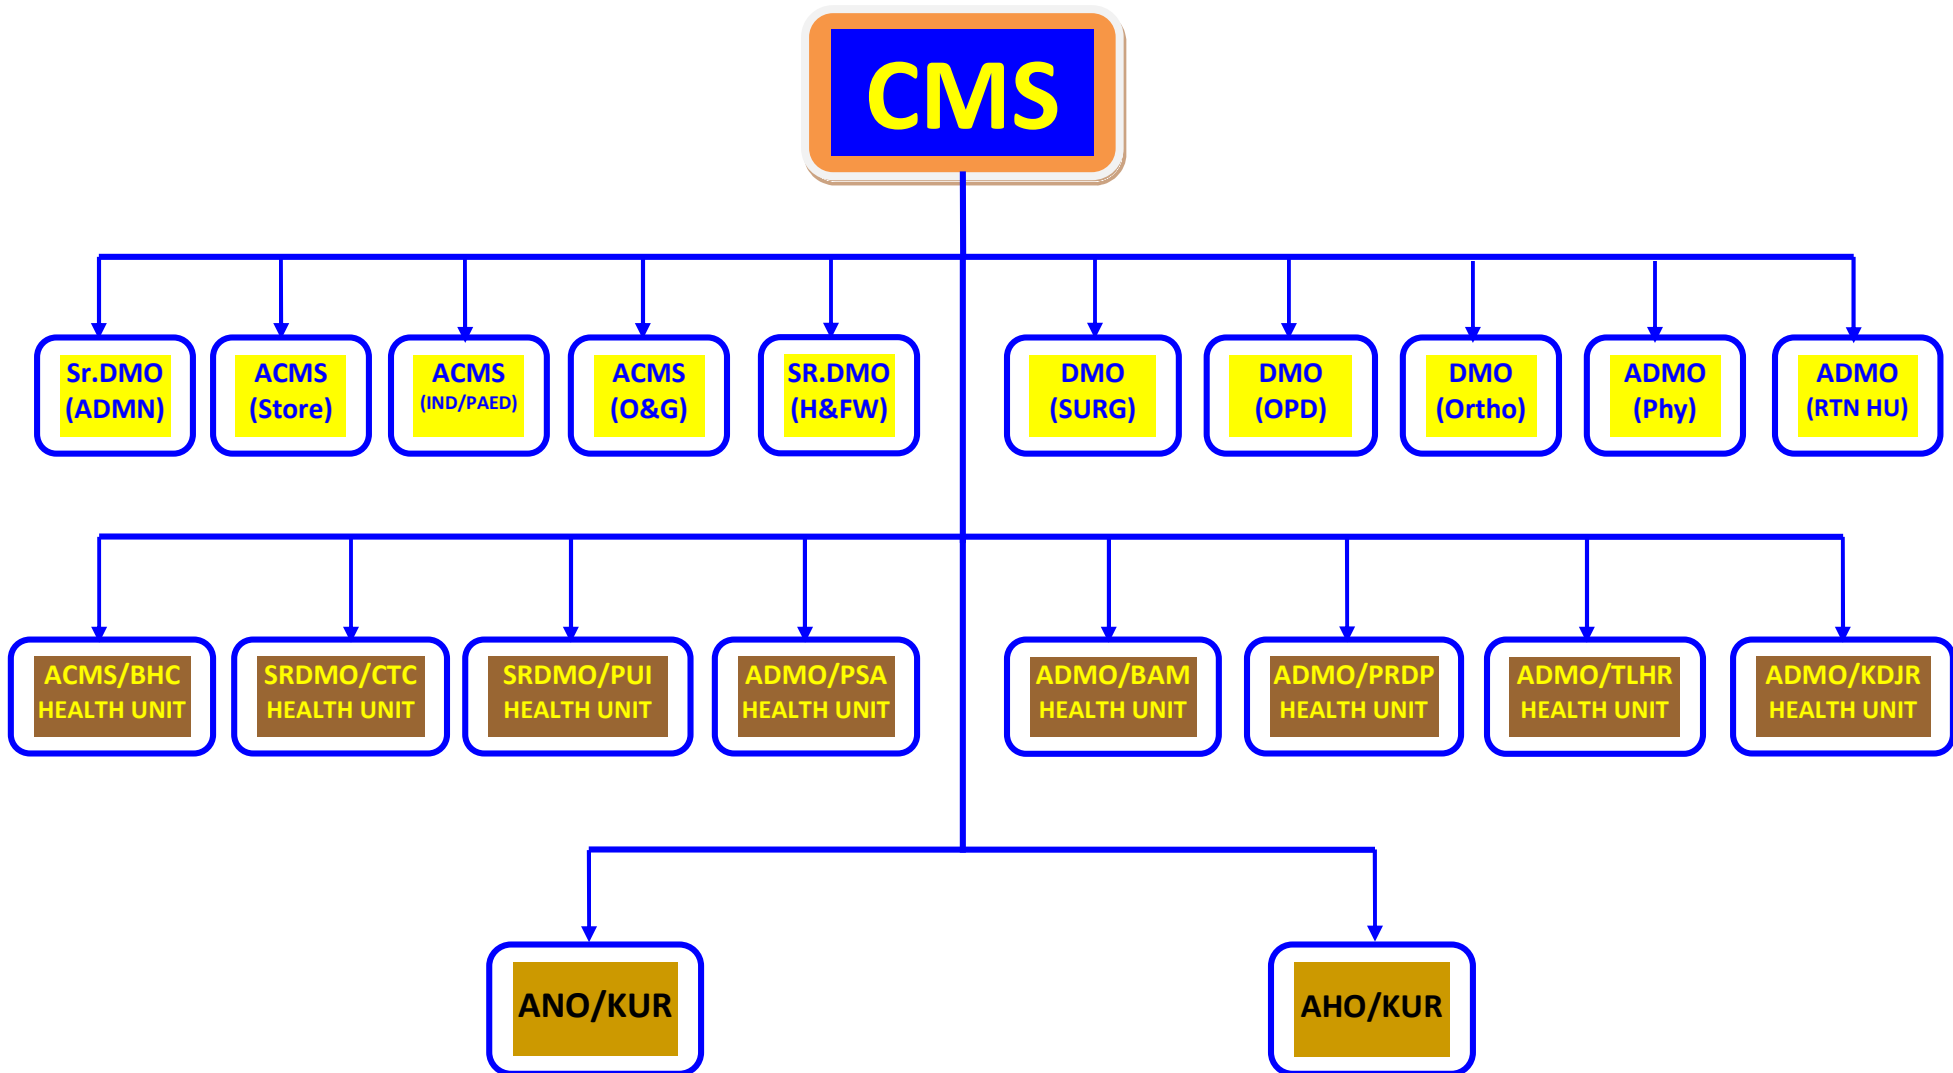 CMS
Sr.DMO
(ADMN)
ACMS
(Store)
ACMS
(IND/PAED)
ACMS
(O&G)
SR.DMO
(H&FW)
DMO
(SURG)
DMO
(OPD)
DMO
(Ortho)
ADMO
(Phy)
ADMO
(RTN HU)
ACMS/BHC
HEALTH UNIT
SRDMO/CTC
HEALTH UNIT
SRDMO/PUI
HEALTH UNIT
ADMO/PSA
HEALTH UNIT
ADMO/BAM
HEALTH UNIT
ADMO/PRDP
HEALTH UNIT
ADMO/TLHR
HEALTH UNIT
ADMO/KDJR
HEALTH UNIT
ANO/KUR
AHO/KUR